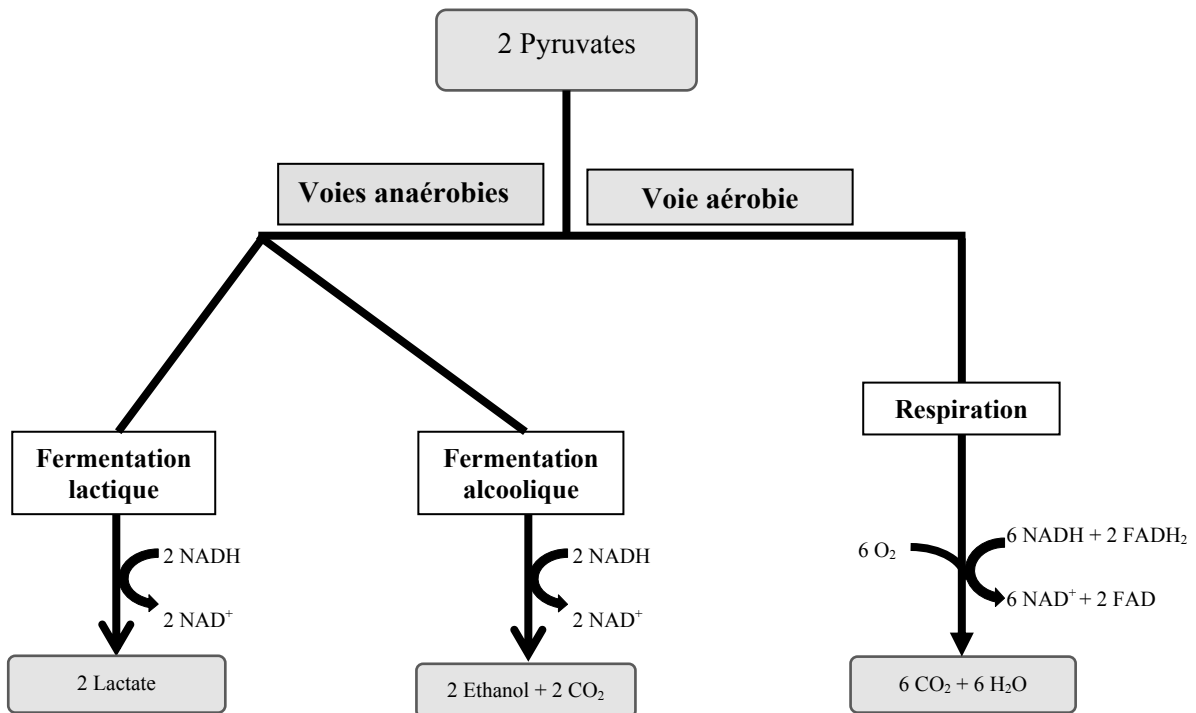 2 Pyruvates
Voies anaérobies
Voie aérobie
Respiration
Fermentation
lactique
Fermentation
alcoolique
2 NADH
2 NAD⁺
2 NADH
2 NAD⁺
6 O₂
6 NADH + 2 FADH₂
6 NAD⁺ + 2 FAD
2 Lactate
2 Ethanol + 2 CO₂
6 CO₂ + 6 H₂O